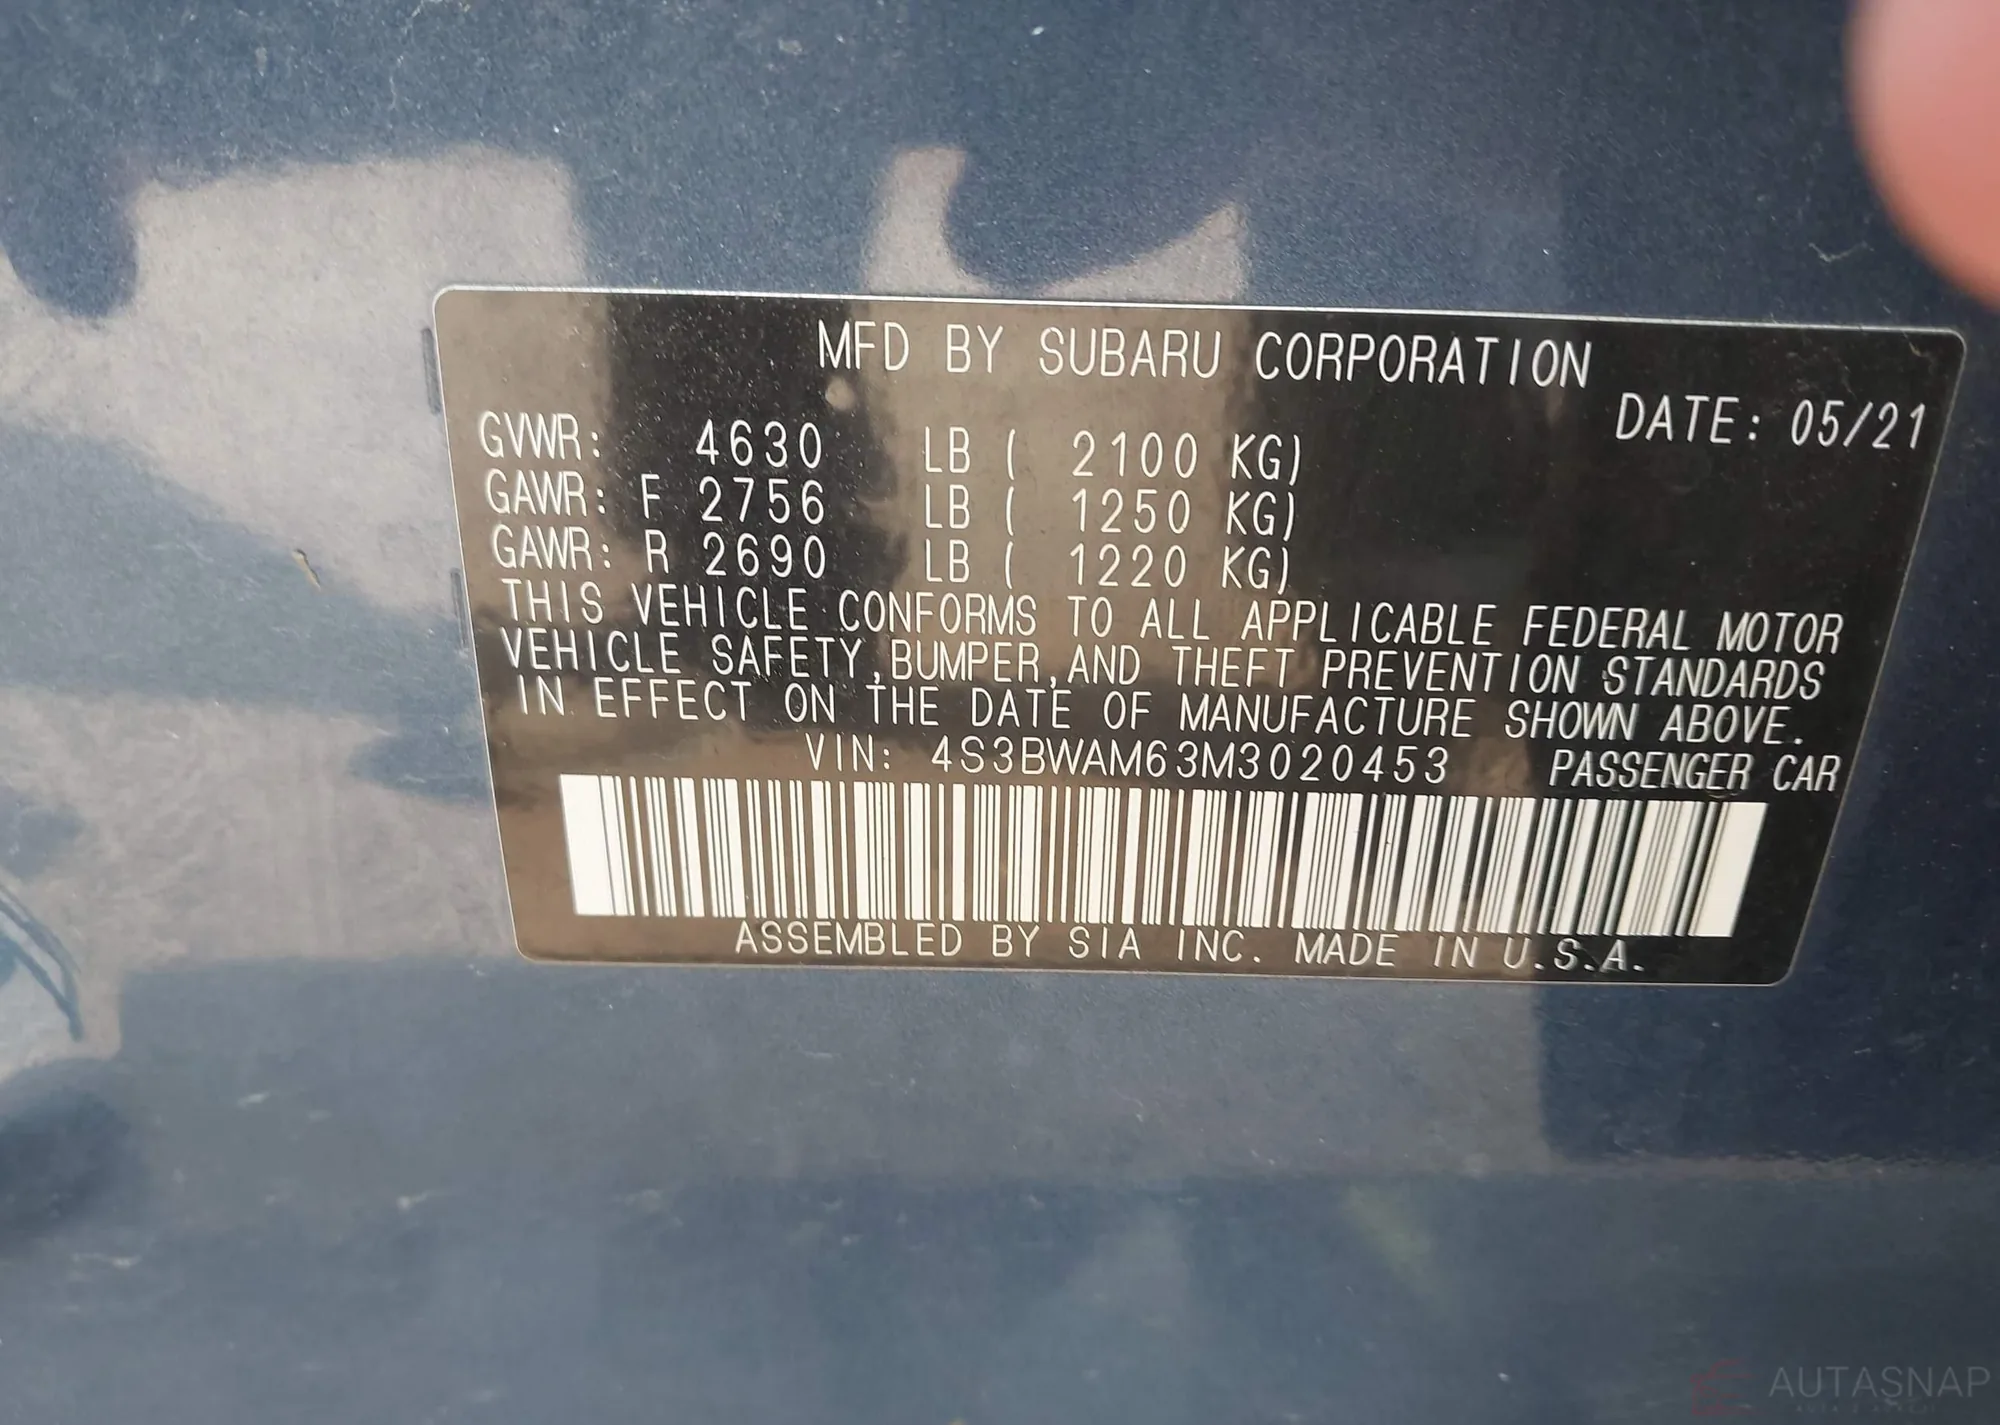 MFD BY SUBARU CORPORATION
DATE: 05/21
GVWR: 4630 LB ( 2100 KG)
GAWR: F 2756 LB ( 1250 KG)
GAWR: R 2690 LB ( 1220 KG)
THIS VEHICLE CONFORMS TO ALL APPLICABLE FEDERAL MOTOR
VEHICLE SAFETY,BUMPER,AND THEFT PREVENTION STANDARDS
IN EFFECT ON THE DATE OF MANUFACTURE SHOWN ABOVE.
VIN: 4S3BWAM63M3020453 PASSENGER CAR
ASSEMBLED BY SIA INC. MADE IN U.S.A.
AUTASNAP